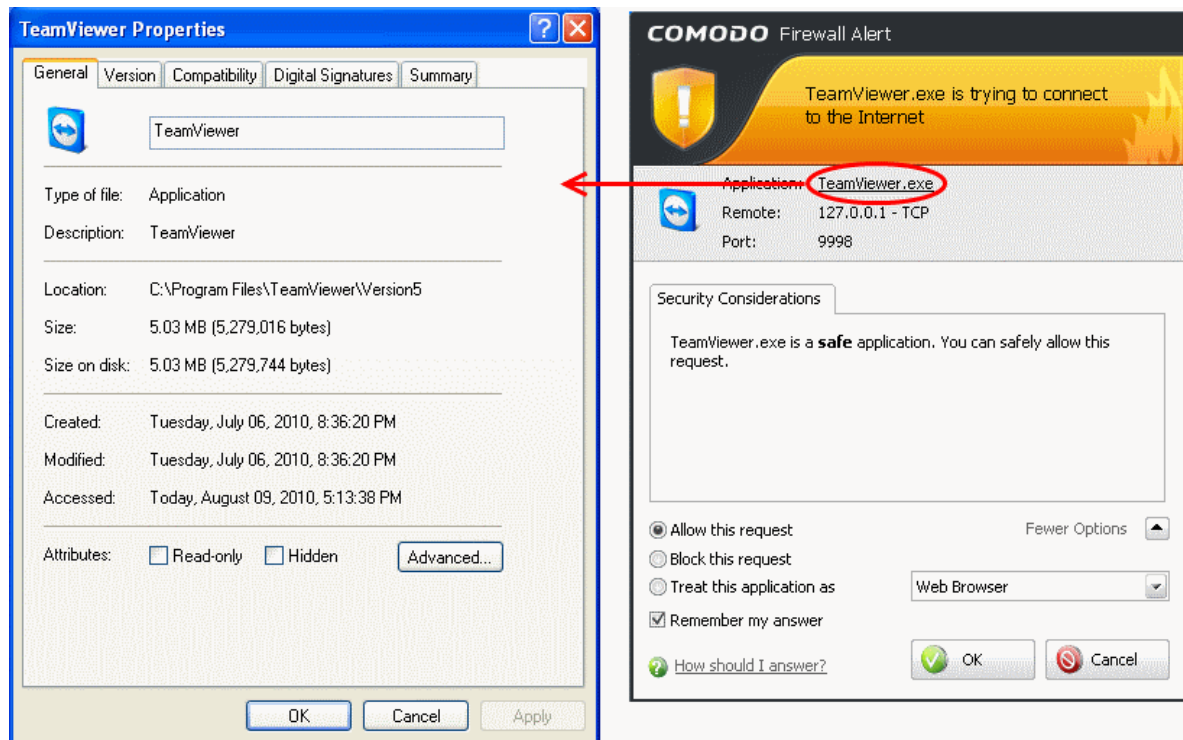 TeamViewer Properties
General Version Compatibility Digital Signatures Summary
TeamViewer
Type of file: Application
Description: TeamViewer
Location: C:\Program Files\TeamViewer\Version5
Size: 5.03 MB (5,279,016 bytes)
Size on disk: 5.03 MB (5,279,744 bytes)
Created: Tuesday, July 06, 2010, 8:36:20 PM
Modified: Tuesday, July 06, 2010, 8:36:20 PM
Accessed: Today, August 09, 2010, 5:13:38 PM
Attributes: Read-only Hidden Advanced...
OK Cancel Apply
COMODO Firewall Alert
TeamViewer.exe is trying to connect
to the Internet
Application: TeamViewer.exe
Remote: 127.0.0.1 - TCP
Port: 9998
Security Considerations
TeamViewer.exe is a safe application. You can safely allow this
request.
Allow this request Fewer Options
Block this request
Treat this application as Web Browser
Remember my answer
How should I answer? OK Cancel